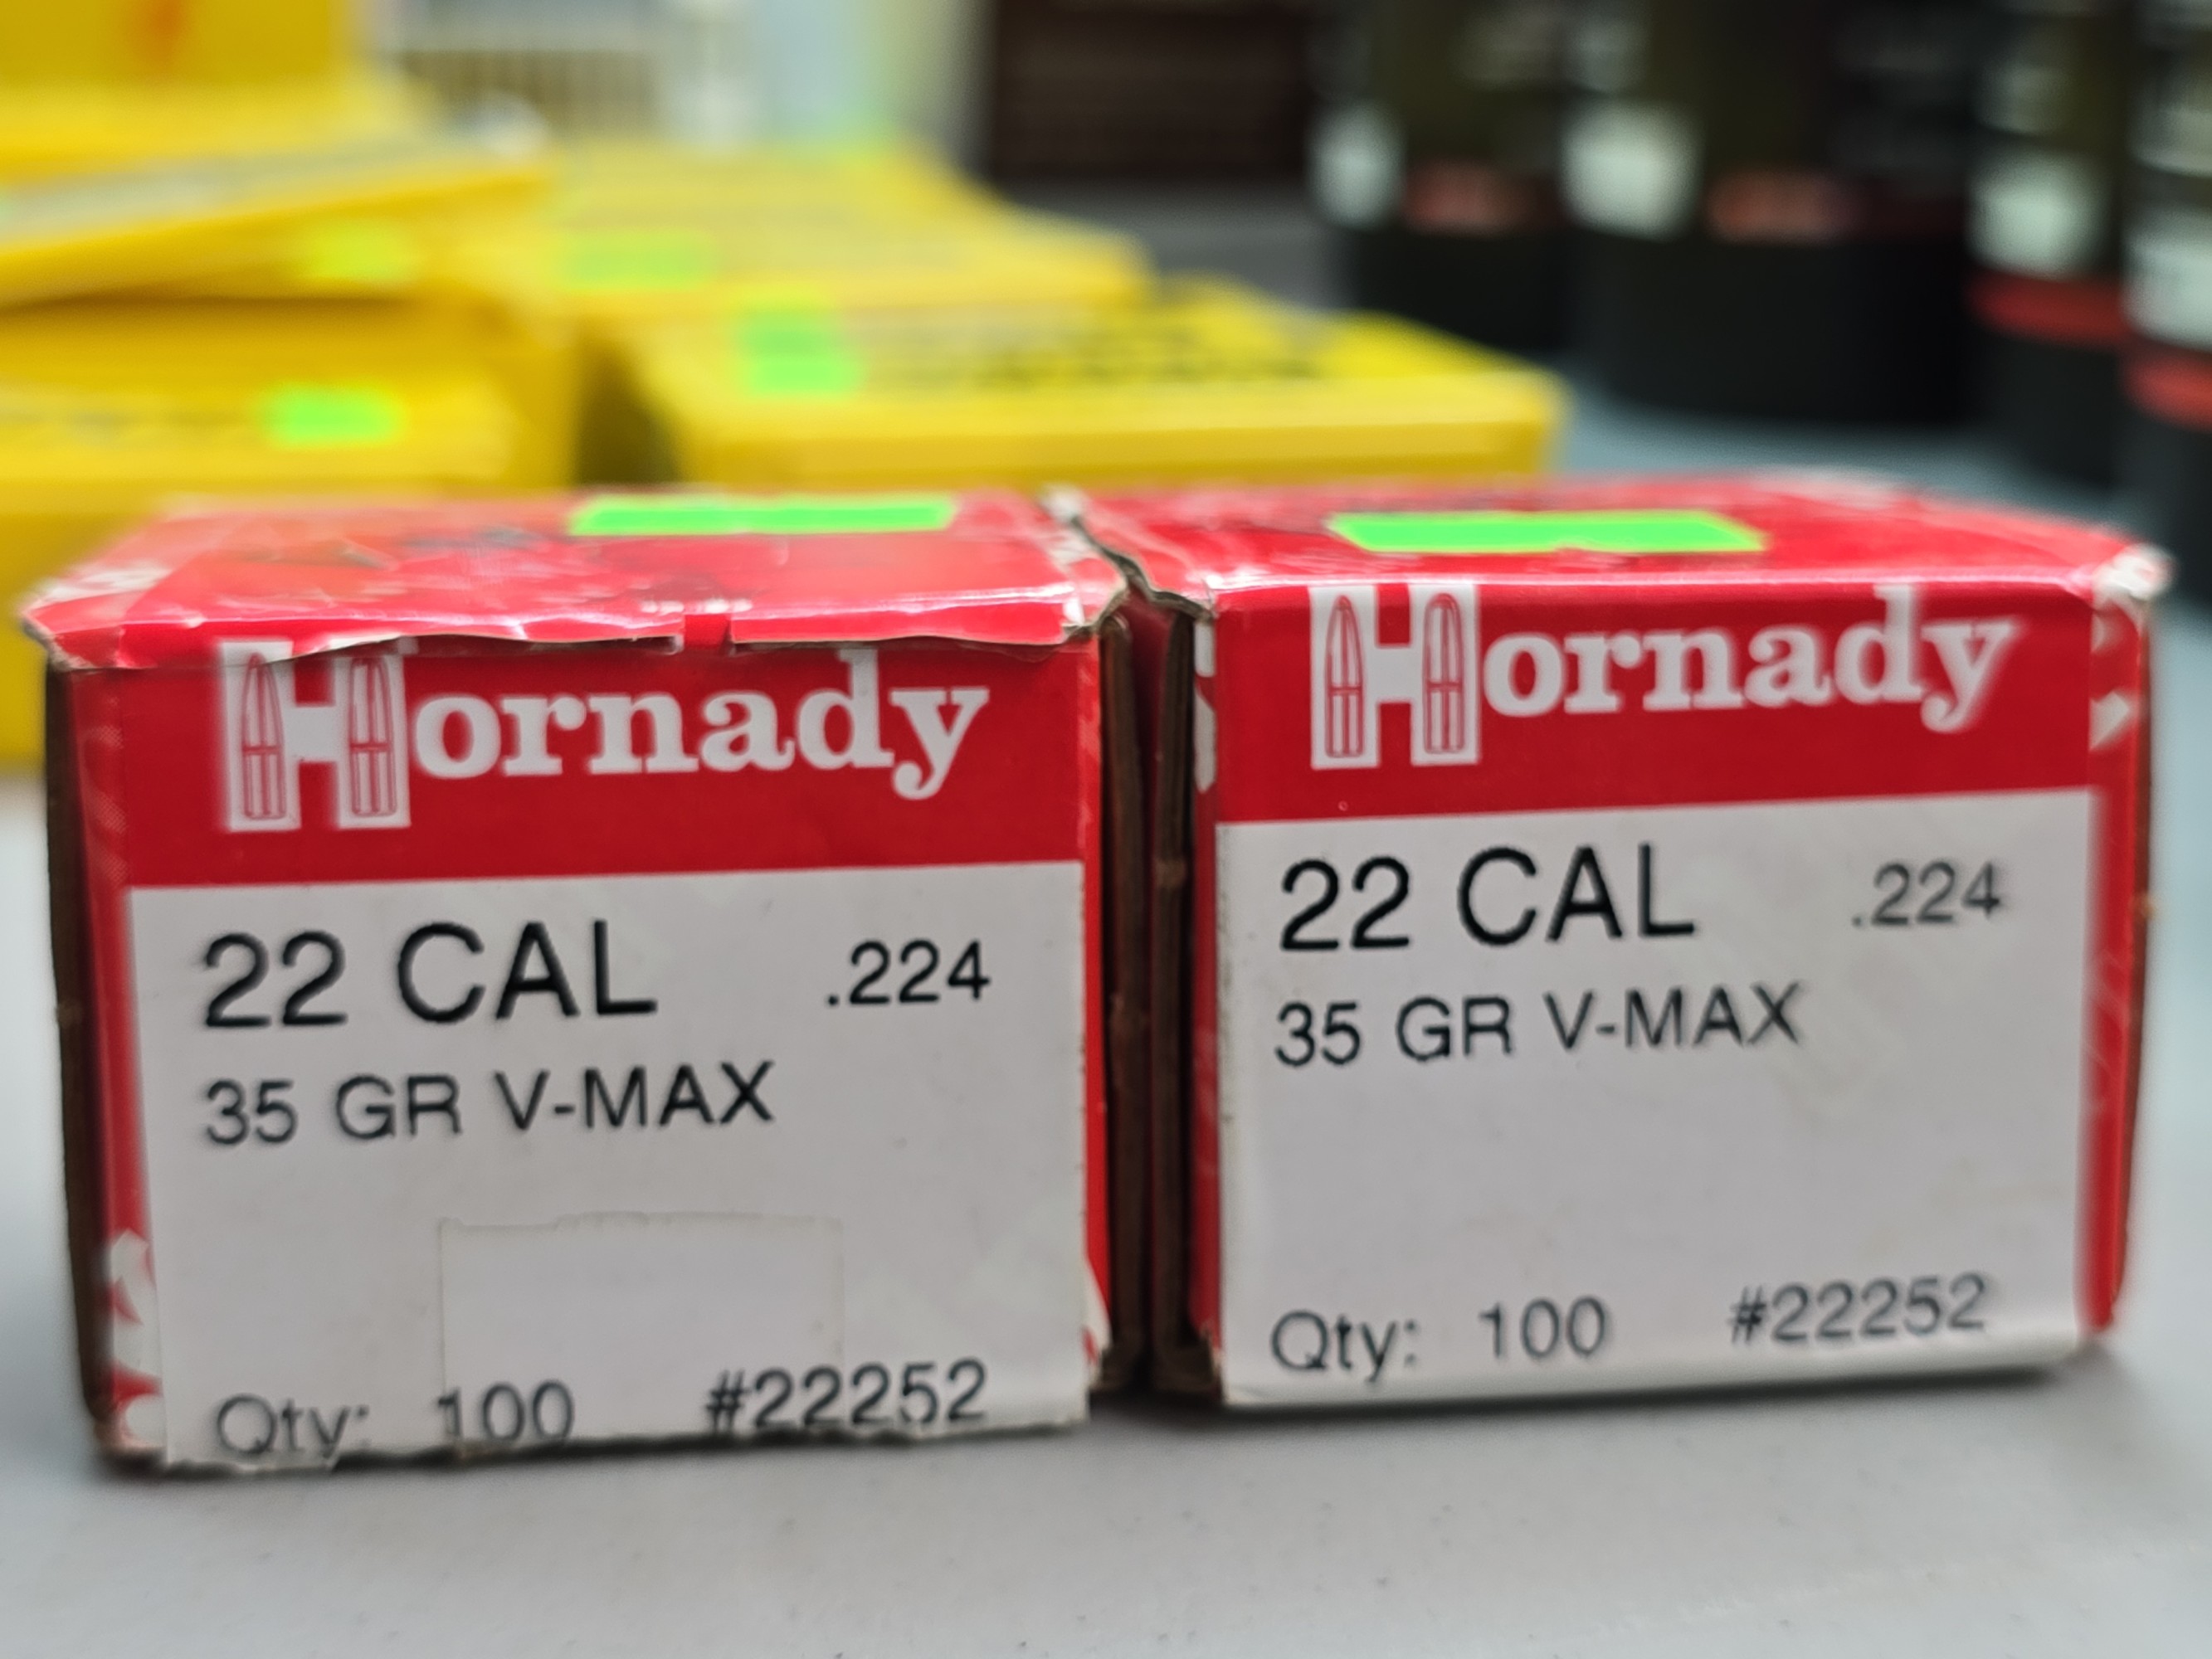 Hornady
22 CAL .224
35 GR V-MAX
Qty: 100 #22252
Hornady
22 CAL .224
35 GR V-MAX
Qty: 100 #22252